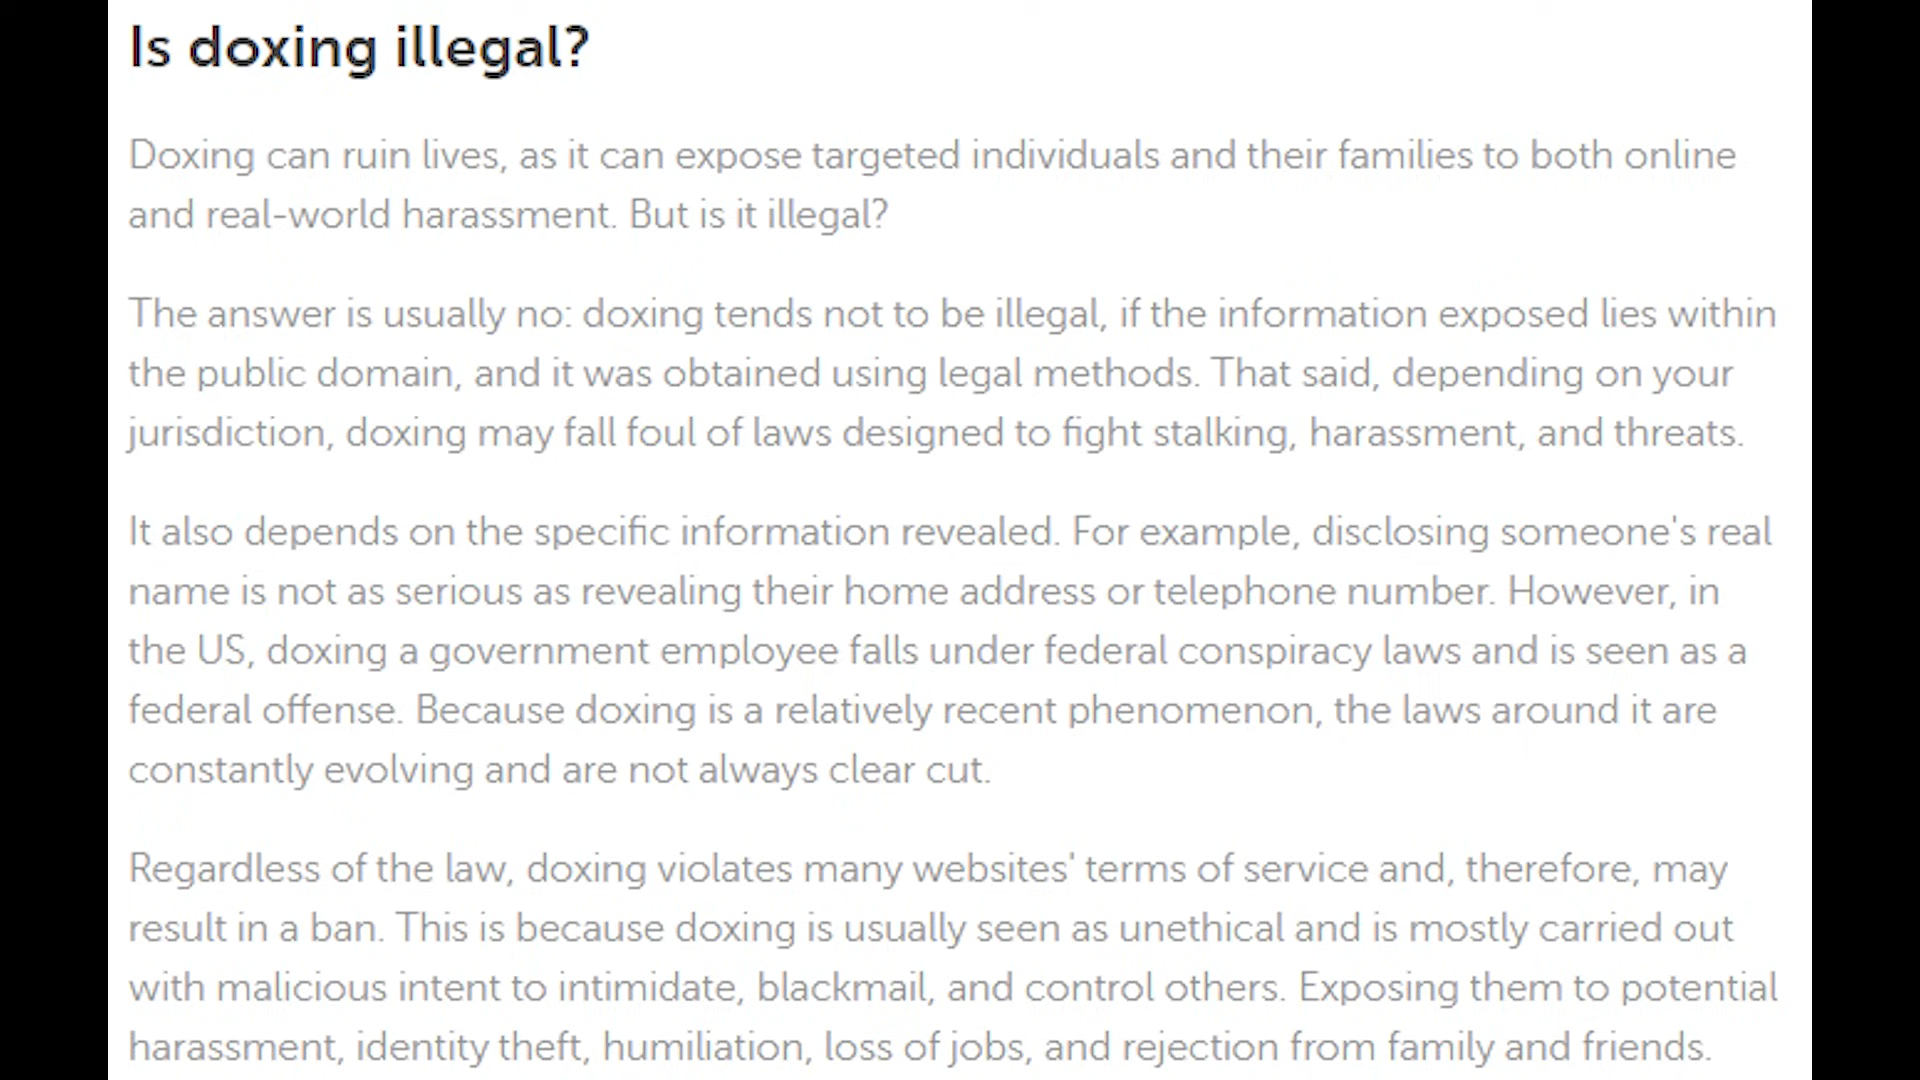 Is doxing illegal?
Doxing can ruin lives, as it can expose targeted individuals and their families to both online
and real-world harassment. But is it illegal?
The answer is usually no: doxing tends not to be illegal, if the information exposed lies within
the public domain, and it was obtained using legal methods. That said, depending on your
jurisdiction, doxing may fall foul of laws designed to fight stalking, harassment, and threats.
It also depends on the specific information revealed. For example, disclosing someone's real
name is not as serious as revealing their home address or telephone number. However, in
the US, doxing a government employee falls under federal conspiracy laws and is seen as a
federal offense. Because doxing is a relatively recent phenomenon, the laws around it are
constantly evolving and are not always clear cut.
Regardless of the law, doxing violates many websites' terms of service and, therefore, may
result in a ban. This is because doxing is usually seen as unethical and is mostly carried out
with malicious intent to intimidate, blackmail, and control others. Exposing them to potential
harassment, identity theft, humiliation, loss of jobs, and rejection from family and friends.